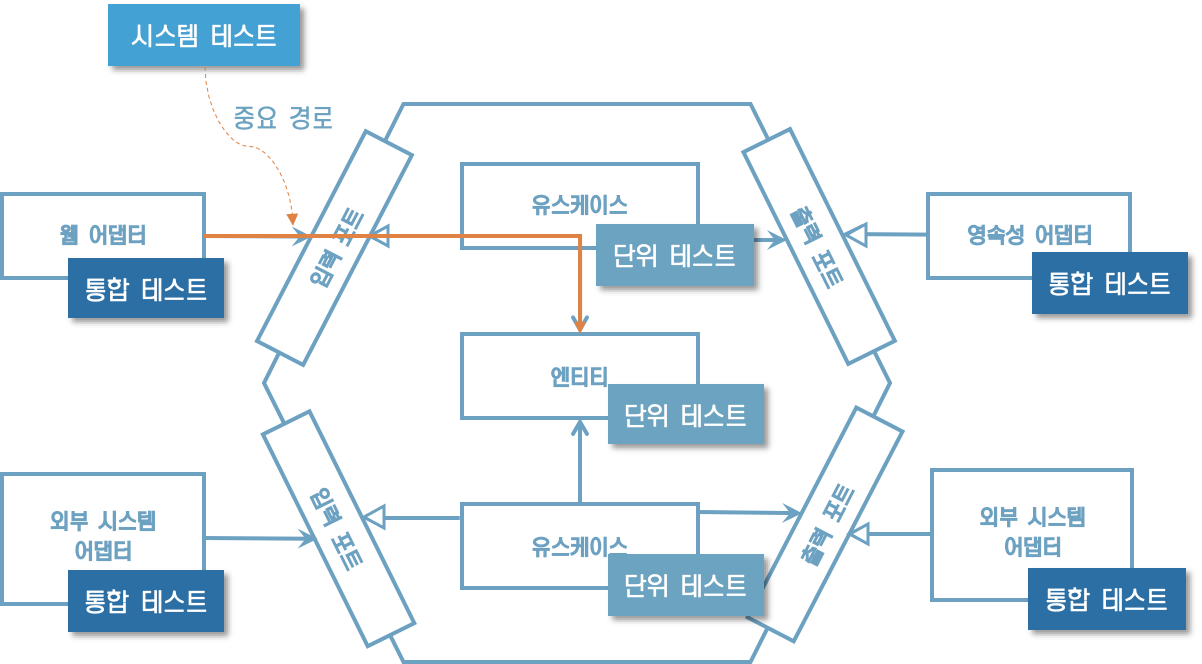 시스템 테스트
중요 경로
웹 어댑터
통합 테스트
입력 포트
유스케이스
단위 테스트
출력 포트
영속성 어댑터
통합 테스트
엔티티
단위 테스트
외부 시스템
어댑터
통합 테스트
입력 포트
유스케이스
단위 테스트
출력 포트
외부 시스템
어댑터
통합 테스트